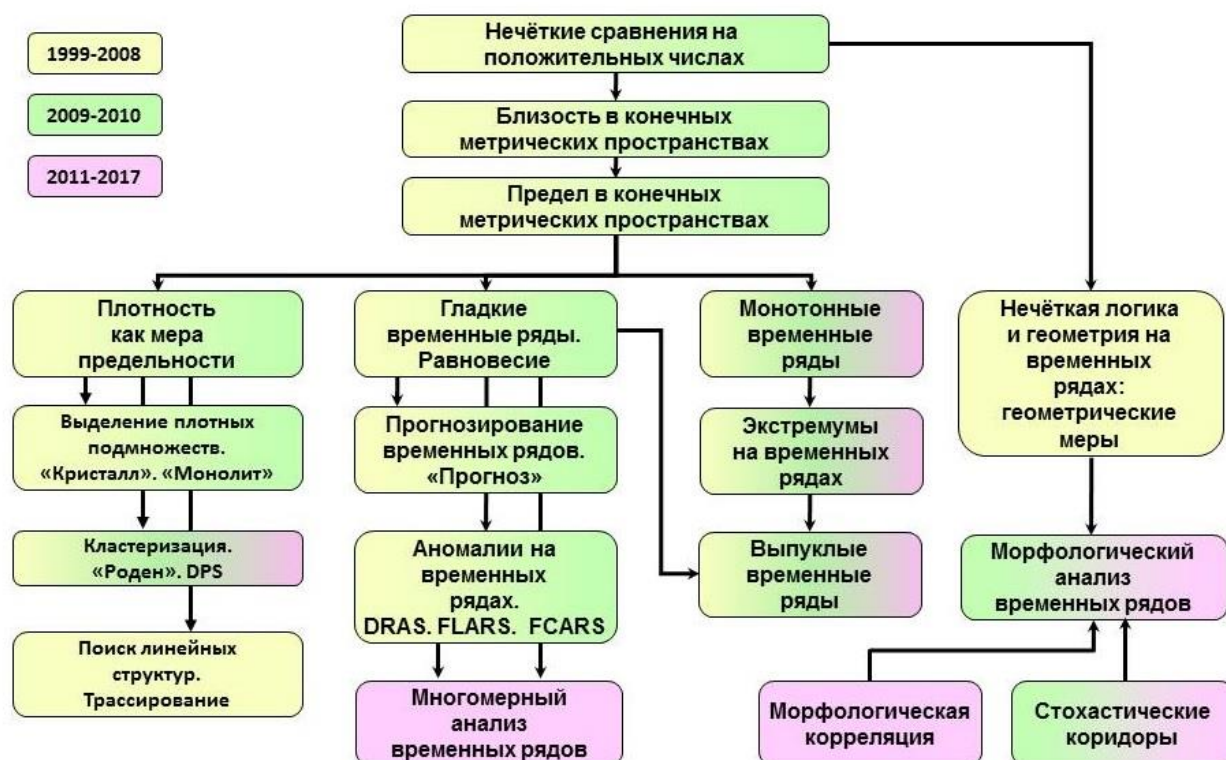 1999-2008
2009-2010
2011-2017
Нечёткие сравнения на
положительных числах
Близость в конечных
метрических пространствах
Предел в конечных
метрических пространствах
Плотность
как мера
предельности
Гладкие
временные ряды.
Равновесие
Монотонные
временные
ряды
Нечёткая логика
и геометрия на
временных
рядах:
геометрические
меры
Выделение плотных
подмножеств.
«Кристалл». «Монолит»
Прогнозирование
временных рядов.
«Прогноз»
Экстремумы
на временных
рядах
Кластеризация.
«Роден». DPS
Аномалии на
временных
рядах.
DRAS. FLARS. FCARS
Выпуклые
временные
ряды
Морфологический
анализ
временных рядов
Поиск линейных
структур.
Трассирование
Многомерный
анализ
временных рядов
Морфологическая
корреляция
Стохастические
коридоры